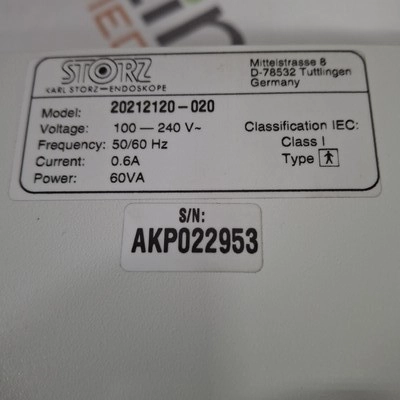 STORZ
KARL STORZ—ENDOSKOPE
Mittelstrasse 8
D-78532 Tuttlingen
Germany
Model: 20212120-020
Voltage: 100 — 240 V~
Frequency: 50/60 Hz
Current: 0.6A
Power: 60VA
Classification IEC:
Class I
Type
S/N:
AKP022953